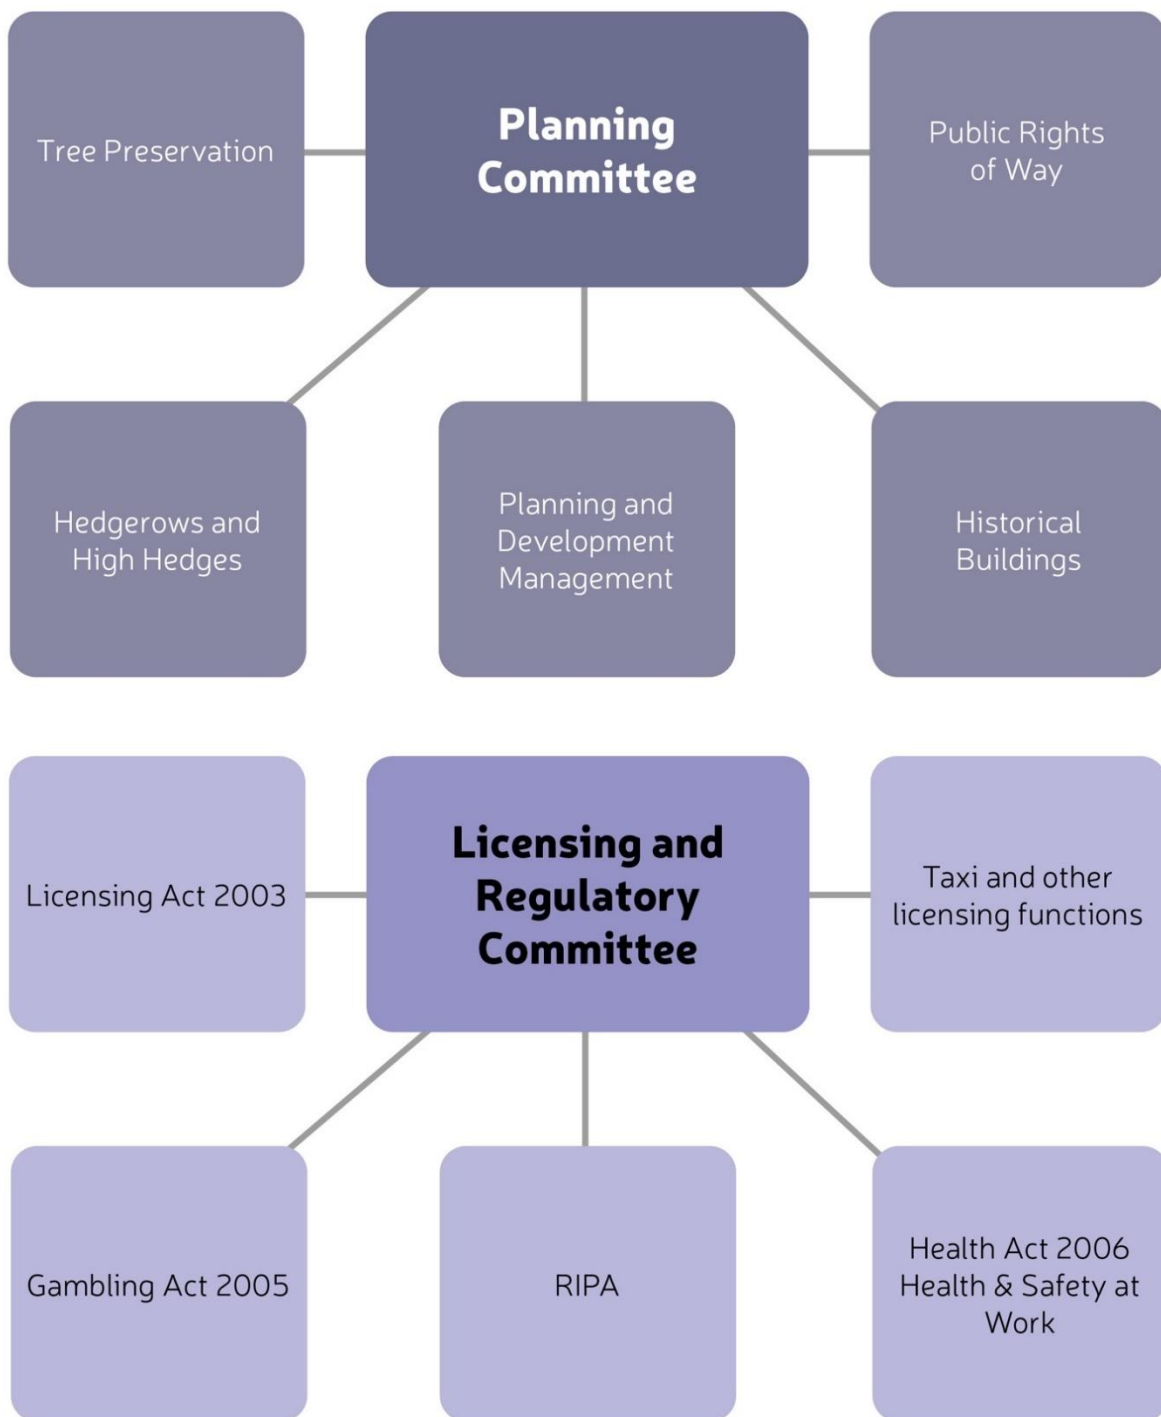 Tree Preservation
Planning
Committee
Public Rights
of Way
Hedgerows and
High Hedges
Planning and
Development
Management
Historical
Buildings
Licensing Act 2003
Licensing and
Regulatory
Committee
Taxi and other
licensing functions
Gambling Act 2005
RIPA
Health Act 2006
Health & Safety at
Work